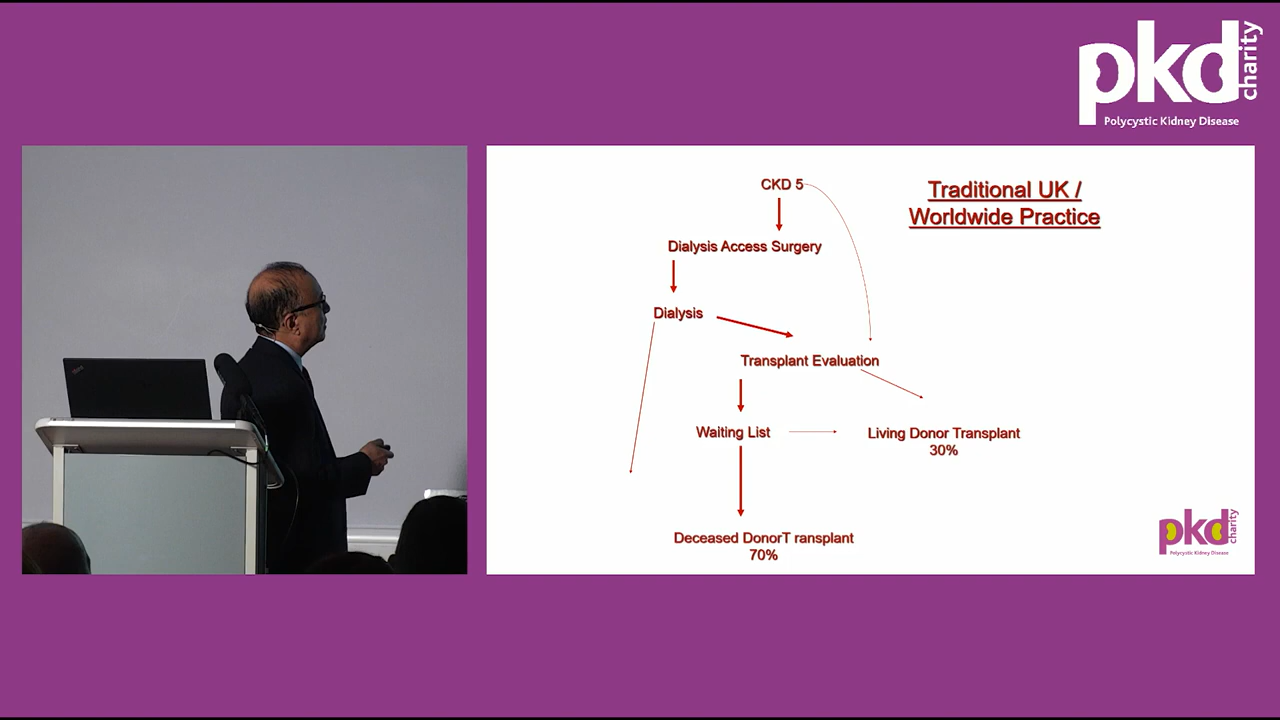 pkd
charity
Polycystic Kidney Disease
CKD 5
Traditional UK /
Worldwide Practice
Dialysis Access Surgery
Dialysis
Transplant Evaluation
Waiting List
Living Donor Transplant
30%
Deceased DonorT ransplant
70%
pkd
charity
Polycystic Kidney Disease